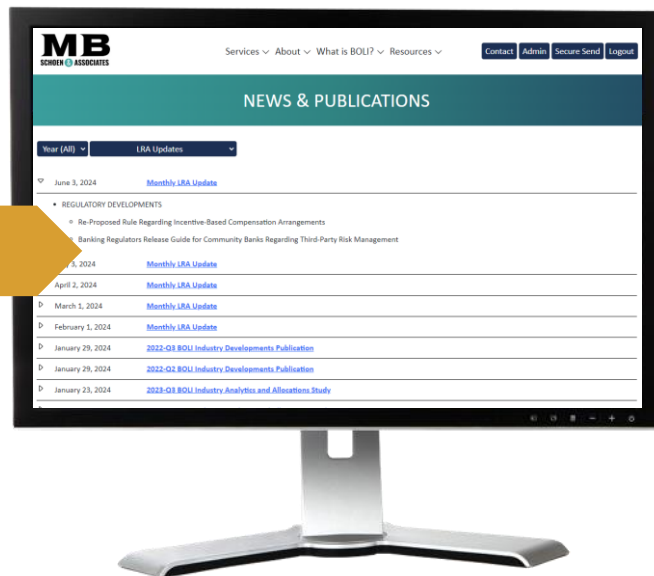 MB
SCHOEN & ASSOCIATES
Services About What is BOLI? Resources
Contact Admin Secure Send Logout
NEWS & PUBLICATIONS
Year (All) LRA Updates
June 3, 2024 Monthly LRA Update
REGULATORY DEVELOPMENTS
Re-Proposed Rule Regarding Incentive-Based Compensation Arrangements
Banking Regulators Release Guide for Community Banks Regarding Third-Party Risk Management
3, 2024 Monthly LRA Update
April 2, 2024 Monthly LRA Update
March 1, 2024 Monthly LRA Update
February 1, 2024 Monthly LRA Update
January 29, 2024 2022-Q3 BOLI Industry Developments Publication
January 29, 2024 2022-Q2 BOLI Industry Developments Publication
January 23, 2024 2023-Q3 BOLI Industry Analytics and Allocations Study